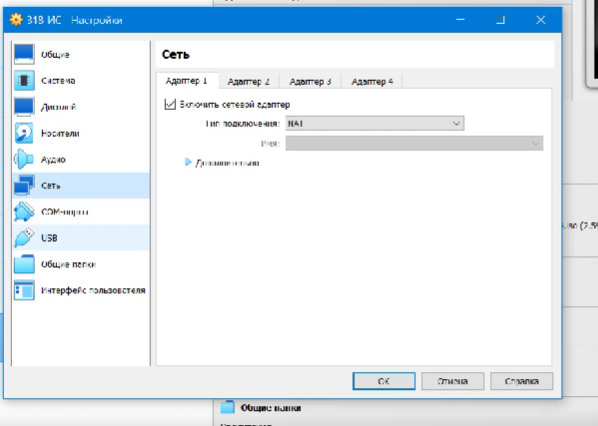 318 ИС - Настройки
Общие
Система
Дисплей
Носители
Аудио
Сеть
COM-порты
USB
Общие папки
Интерфейс пользователя
Сеть
Адаптер 1
Адаптер 2
Адаптер 3
Адаптер 4
Включить сетевой адаптер
Тип подключения: NAT
Имя:
Дополнительно
.iso (2.5
ОК
Отмена
Справка
Общие папки